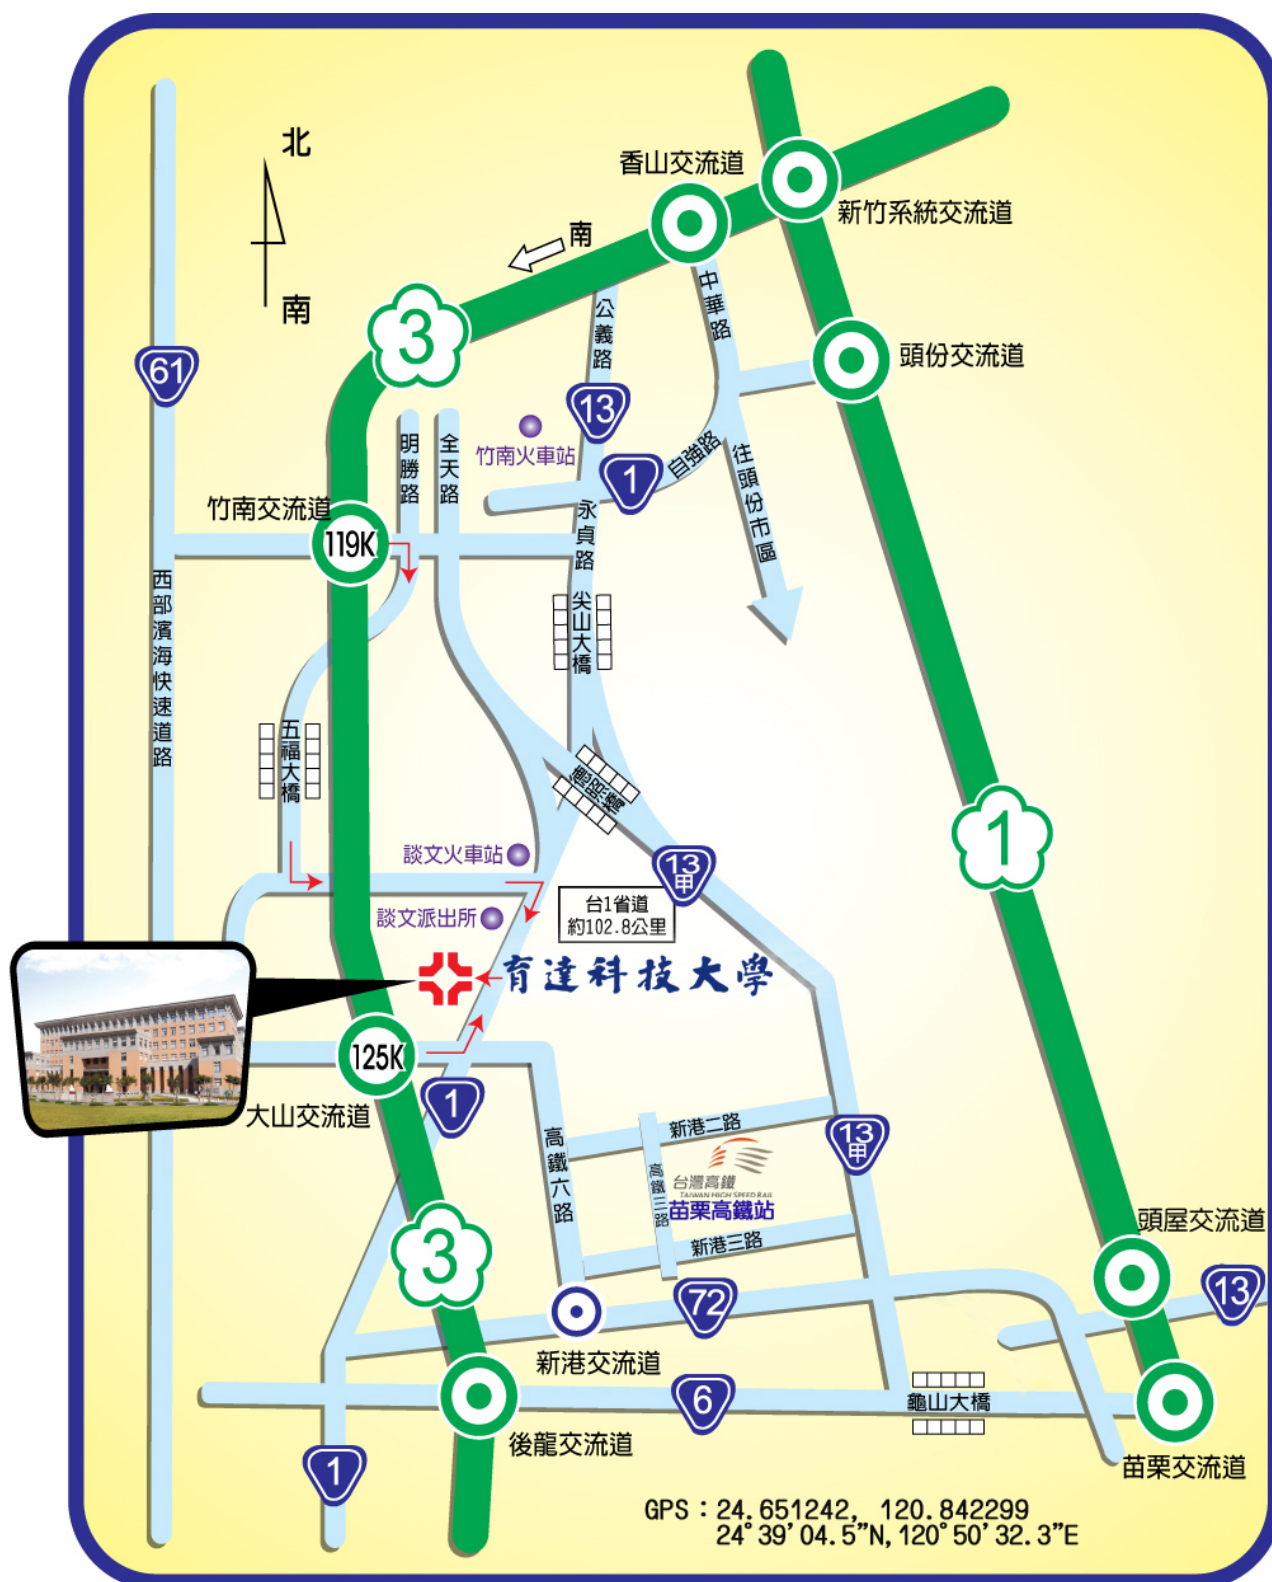 北
南
香山交流道
新竹系統交流道
南
中華路
公義路
3
頭份交流道
61
13
明勝路
全天路
竹南火車站
自強路
1
往頭份市區
竹南交流道
永貞路
119K
西部濱海快速道路
尖山大橋
五福大橋
1
談文火車站
13甲
台1省道
約102.8公里
談文派出所
育達科技大學
125K
大山交流道
1
新港二路
13甲
高鐵六路
高鐵三路
台灣高鐵
TAIWAN HIGH SPEED RAIL
苗栗高鐵站
新港三路
頭屋交流道
3
72
13
新港交流道
6
龜山大橋
後龍交流道
苗栗交流道
1
GPS：24.651242, 120.842299
24°39'04.5”N,120°50'32.3”E